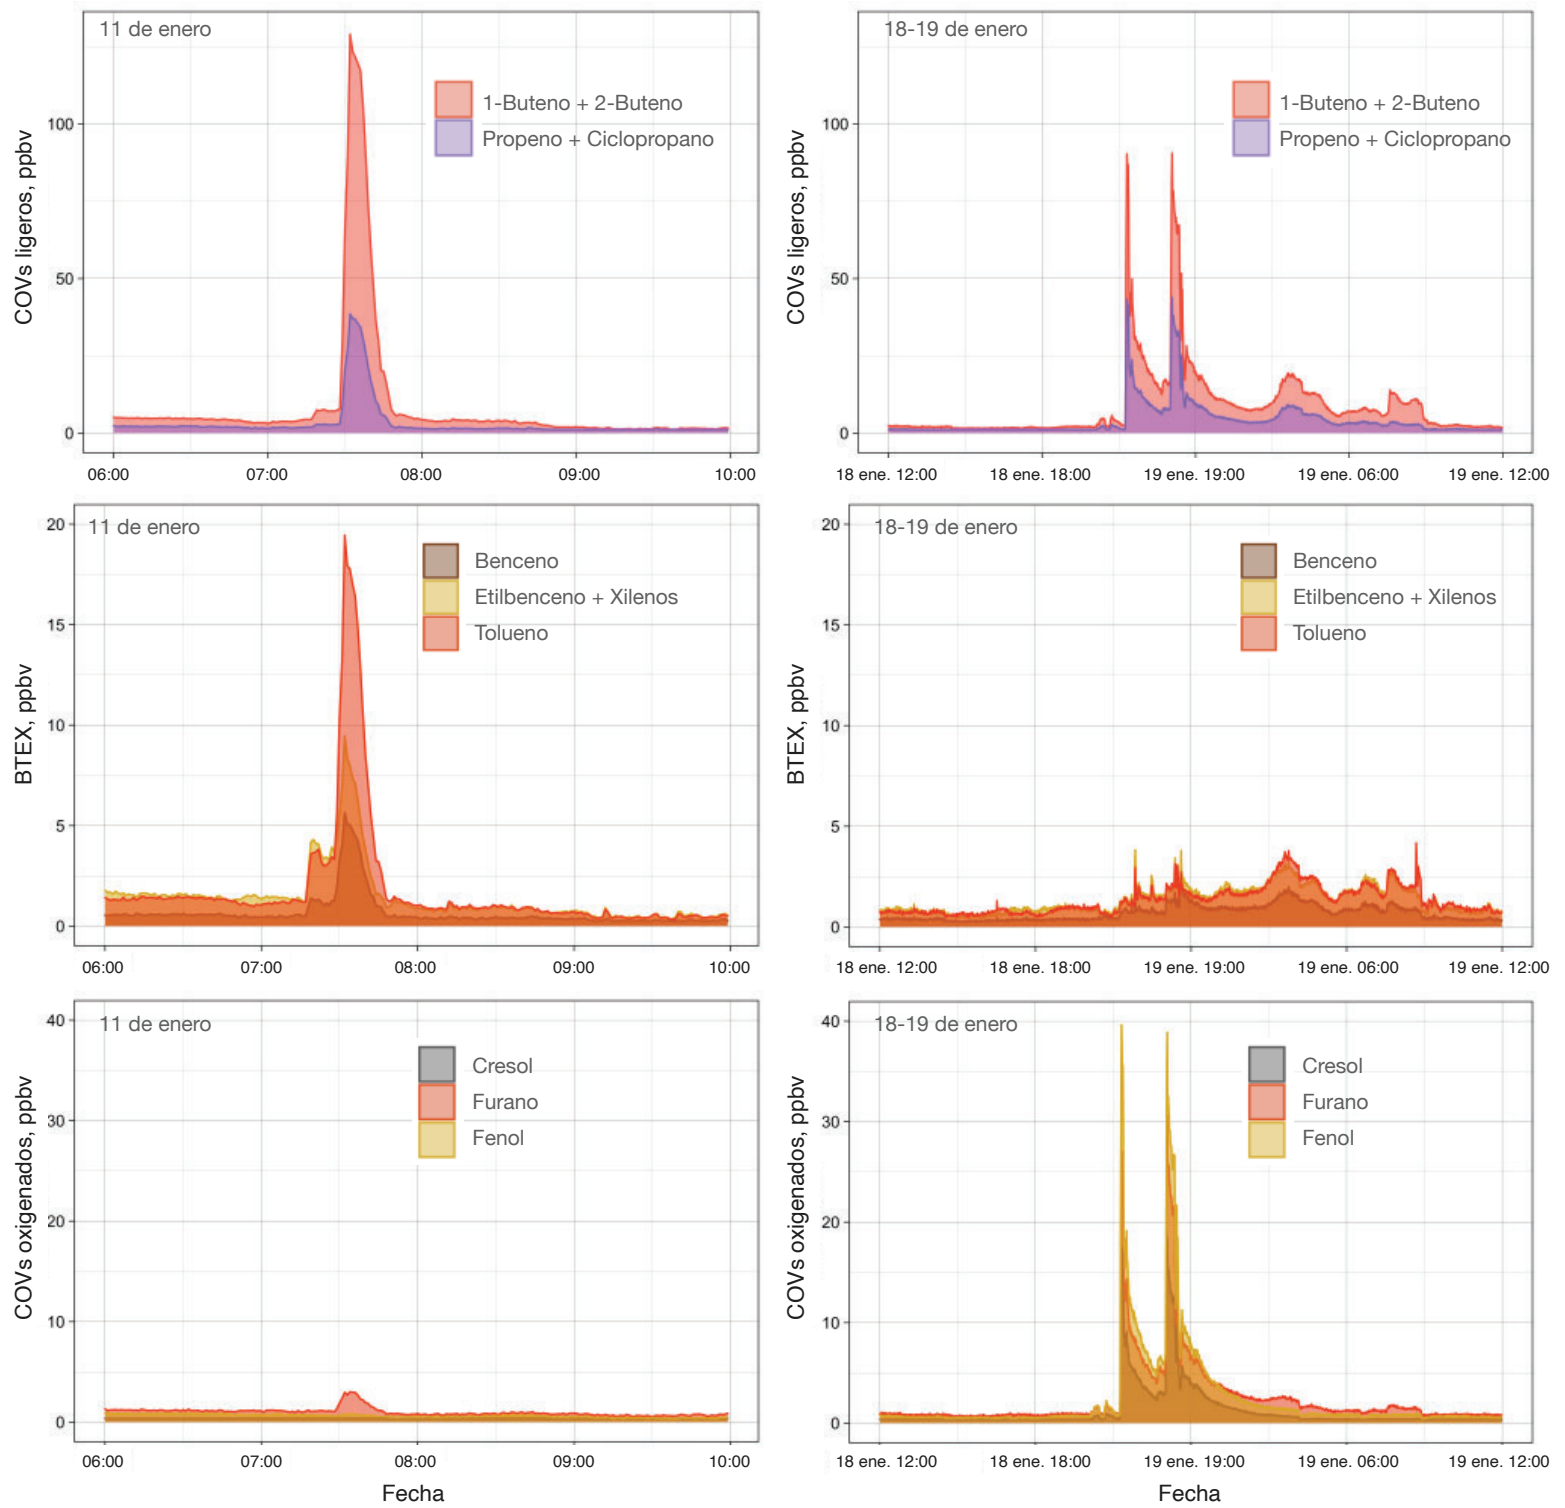 11 de enero
COVs ligeros, ppbv
100
50
0
1-Buteno + 2-Buteno
Propeno + Ciclopropano
06:00 07:00 08:00 09:00 10:00
18-19 de enero
COVs ligeros, ppbv
100
50
0
1-Buteno + 2-Buteno
Propeno + Ciclopropano
18 ene. 12:00 18 ene. 18:00 19 ene. 19:00 19 ene. 06:00 19 ene. 12:00
11 de enero
BTEX, ppbv
20
15
10
5
0
Benceno
Etilbenceno + Xilenos
Tolueno
06:00 07:00 08:00 09:00 10:00
18-19 de enero
BTEX, ppbv
20
15
10
5
0
Benceno
Etilbenceno + Xilenos
Tolueno
18 ene. 12:00 18 ene. 18:00 19 ene. 19:00 19 ene. 06:00 19 ene. 12:00
11 de enero
COVs oxigenados, ppbv
40
30
20
10
0
Cresol
Furano
Fenol
06:00 07:00 08:00 09:00 10:00
Fecha
18-19 de enero
COVs oxigenados, ppbv
40
30
20
10
0
Cresol
Furano
Fenol
18 ene. 12:00 18 ene. 18:00 19 ene. 19:00 19 ene. 06:00 19 ene. 12:00
Fecha